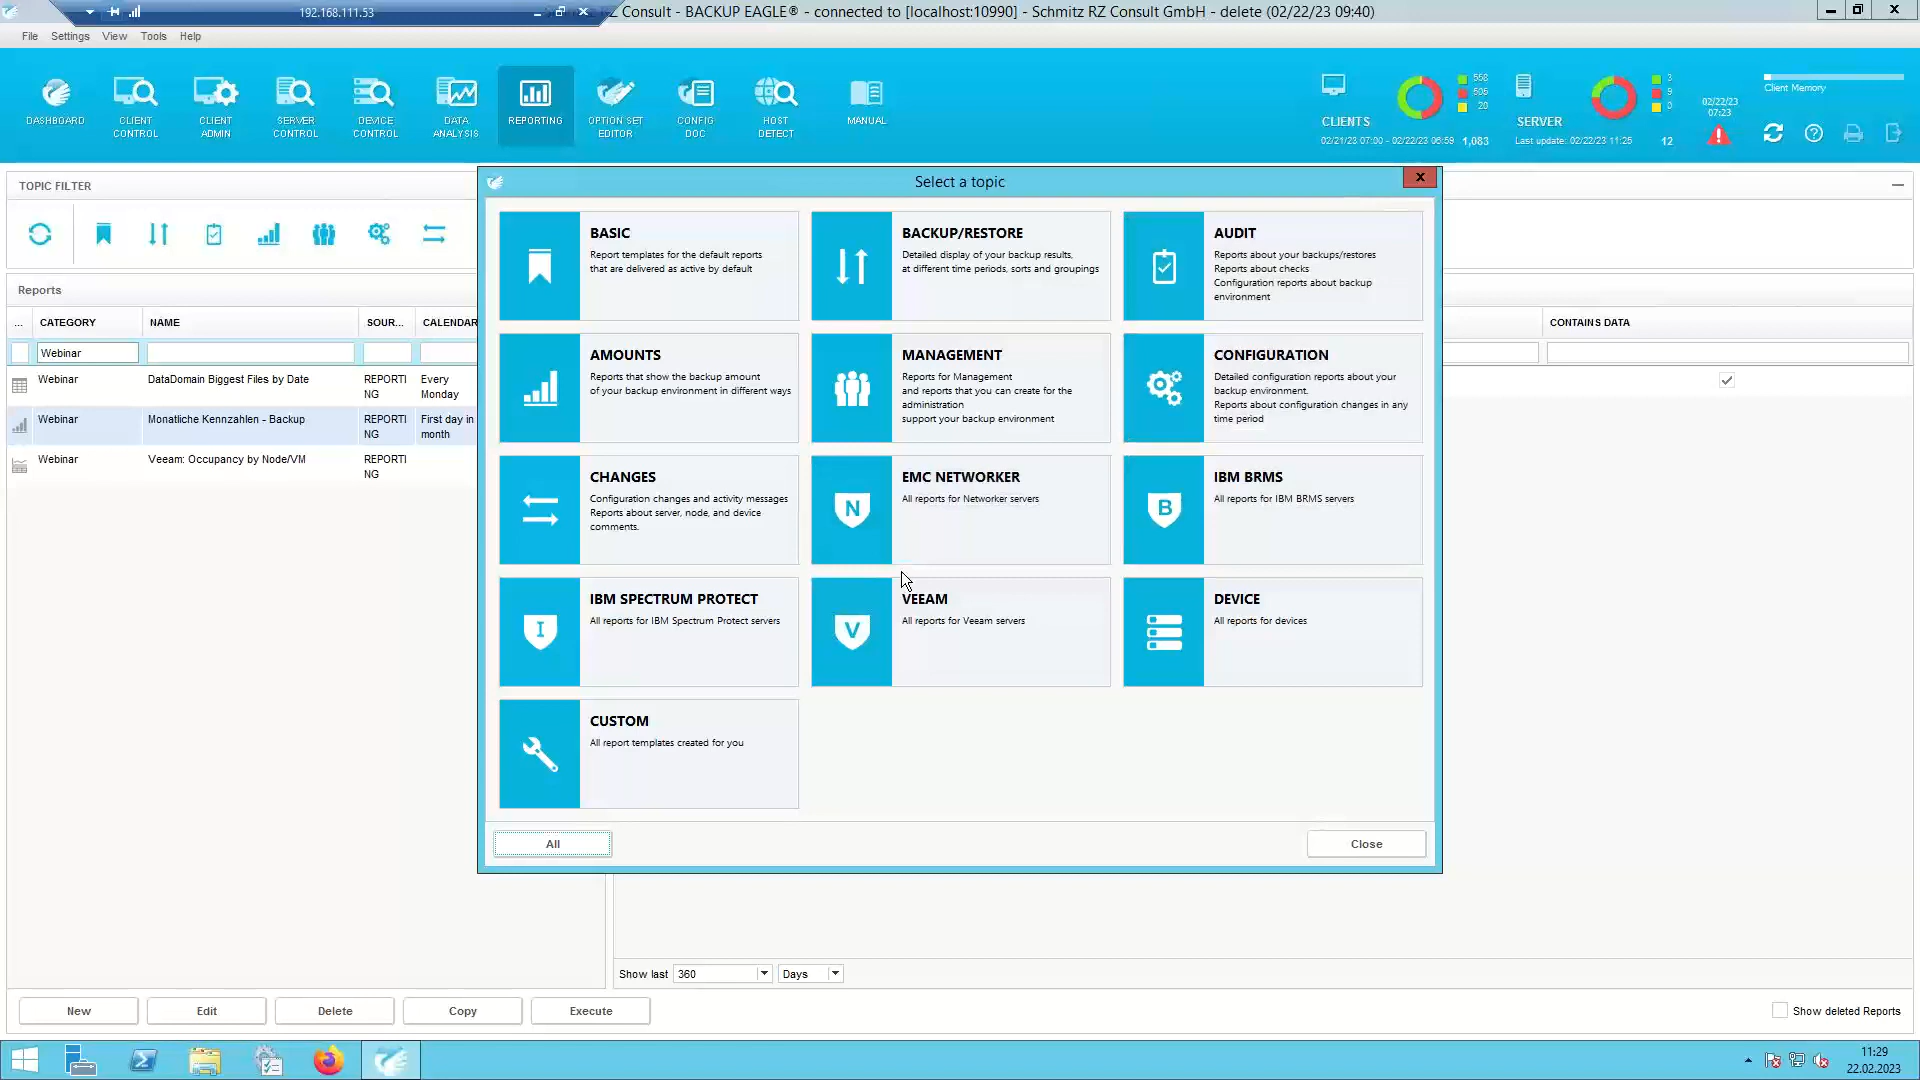 192.168.111.53
Z Consult - BACKUP EAGLE® - connected to [localhost:10990] - Schmitz RZ Consult GmbH - delete (02/22/23 09:40)
File Settings View Tools Help
DASHBOARD
CLIENT
CONTROL
CLIENT
ADMIN
SERVER
CONTROL
DEVICE
CONTROL
DATA
ANALYSIS
REPORTING
OPTION SET
EDITOR
CONFIG
DOC
HOST
DETECT
MANUAL
CLIENTS
558
505
20
02/21/23 07:00 - 02/22/23 06:59 1,083
SERVER
3
9
0
Last update: 02/22/23 11:25 12
02/22/23
07:23
Client Memory
TOPIC FILTER
Reports
... CATEGORY NAME SOUR... CALENDAR
Webinar
Webinar DataDomain Biggest Files by Date REPORTI
NG Every
Monday
Webinar Monatliche Kennzahlen - Backup REPORTI
NG First day in
month
Webinar Veeam: Occupancy by Node/VM REPORTI
NG
CONTAINS DATA
Select a topic
BASIC
Report templates for the default reports
that are delivered as active by default
BACKUP/RESTORE
Detailed display of your backup results,
at different time periods, sorts and groupings
AUDIT
Reports about your backups/restores
Reports about checks
Configuration reports about backup
environment
AMOUNTS
Reports that show the backup amount
of your backup environment in different ways
MANAGEMENT
Reports for Management
and reports that you can create for the
administration
support your backup environment
CONFIGURATION
Detailed configuration reports about your
backup environment.
Reports about configuration changes in any
time period
CHANGES
Configuration changes and activity messages
Reports about server, node, and device
comments.
N
EMC NETWORKER
All reports for Networker servers
B
IBM BRMS
All reports for IBM BRMS servers
I
IBM SPECTRUM PROTECT
All reports for IBM Spectrum Protect servers
V
VEEAM
All reports for Veeam servers
DEVICE
All reports for devices
CUSTOM
All report templates created for you
All Close
Show last 360 Days
New Edit Delete Copy Execute
Show deleted Reports
11:29
22.02.2023